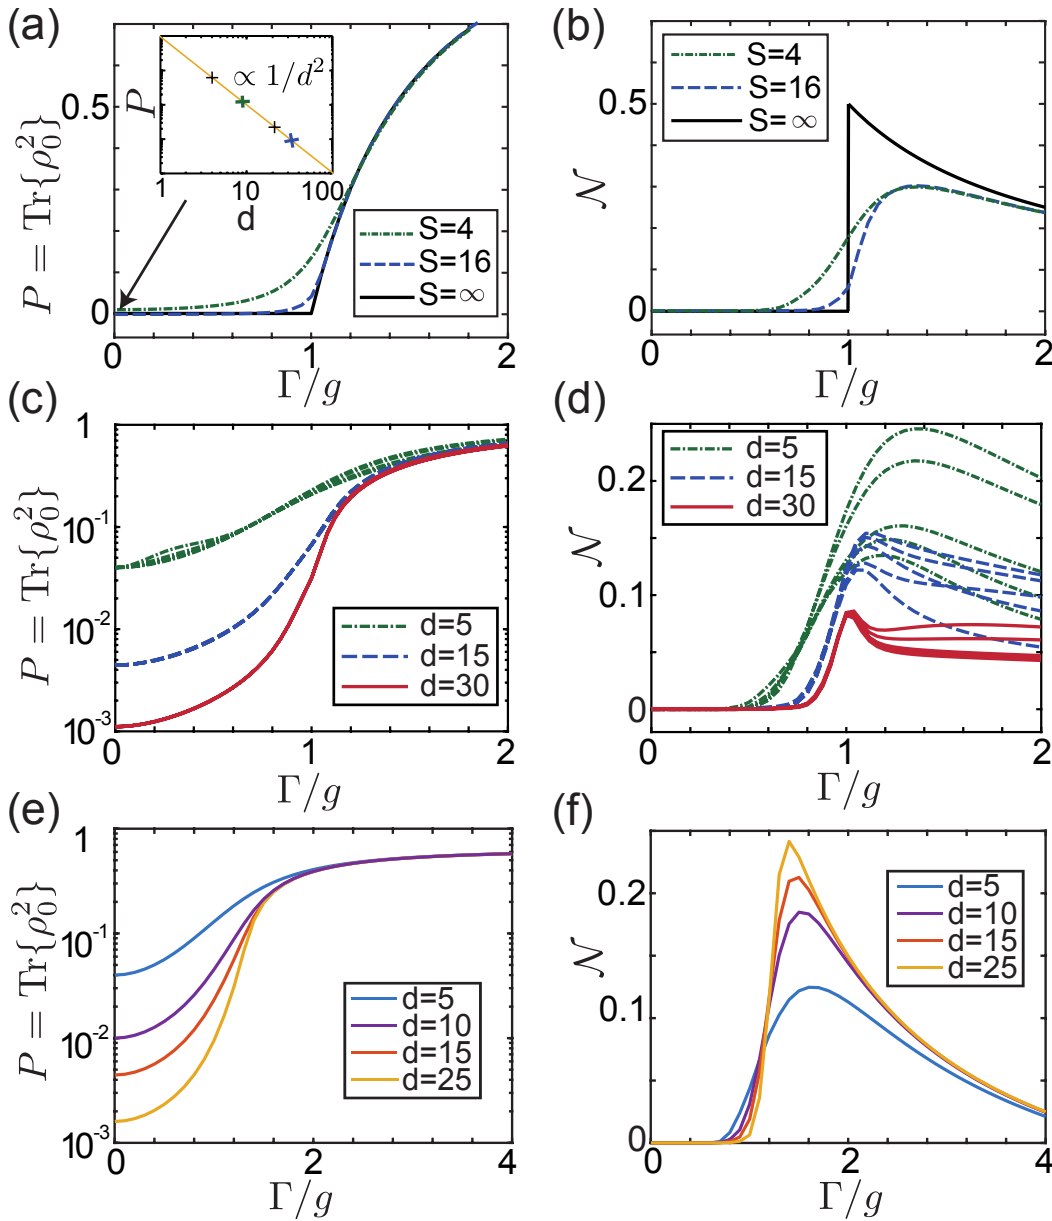 (a)
P = Tr{ρ₀²}
0.5
0
P
∝ 1/d²
1 10 100
d
S=4
S=16
S=∞
0 1 2
Γ/g
(b)
𝒩
0.5
0
S=4
S=16
S=∞
0 1 2
Γ/g
(c)
P = Tr{ρ₀²}
1
10⁻¹
10⁻²
10⁻³
d=5
d=15
d=30
0 1 2
Γ/g
(d)
𝒩
0.2
0.1
0
d=5
d=15
d=30
0 1 2
Γ/g
(e)
P = Tr{ρ₀²}
1
10⁻¹
10⁻²
10⁻³
d=5
d=10
d=15
d=25
0 2 4
Γ/g
(f)
𝒩
0.2
0.1
0
d=5
d=10
d=15
d=25
0 2 4
Γ/g